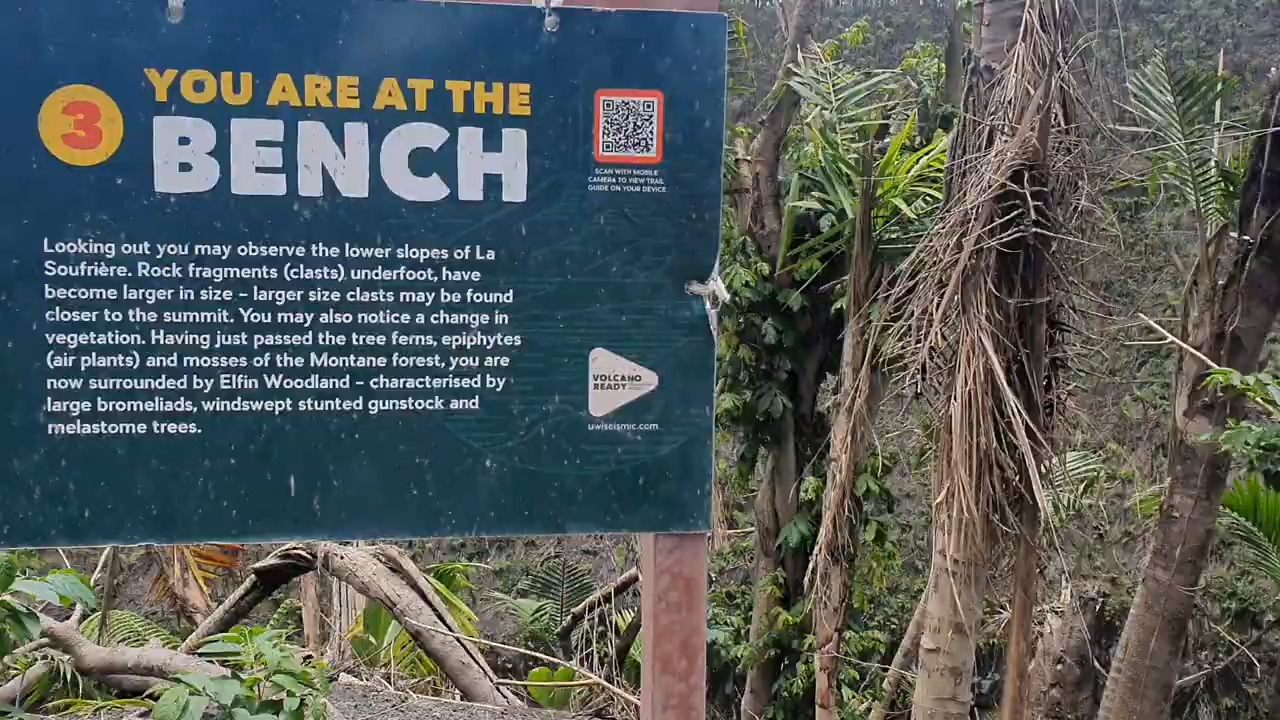 3
YOU ARE AT THE
BENCH
SCAN WITH MOBILE
CAMERA TO VIEW TRAIL
GUIDE ON YOUR DEVICE
Looking out you may observe the lower slopes of La
Soufrière. Rock fragments (clasts) underfoot, have
become larger in size – larger size clasts may be found
closer to the summit. You may also notice a change in
vegetation. Having just passed the tree ferns, epiphytes
(air plants) and mosses of the Montane forest, you are
now surrounded by Elfin Woodland – characterised by
large bromeliads, windswept stunted gunstock and
melastome trees.
VOLCANO
READY
uwiseismic.com